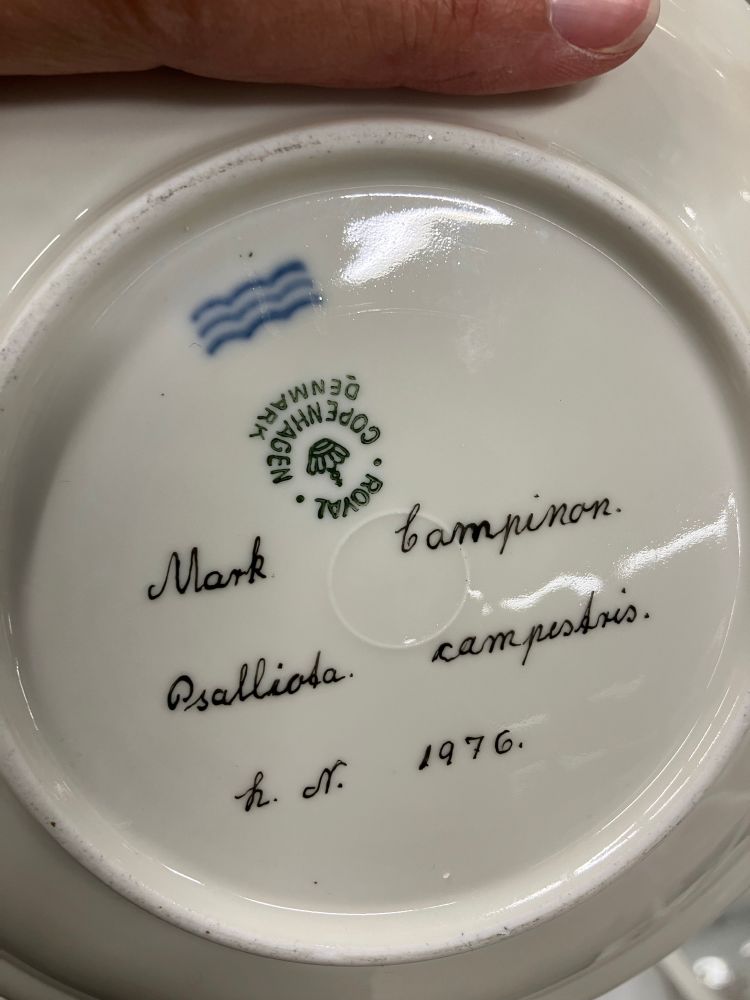 ROYAL COPENHAGEN
DENMARK
Mark Campinon.
Psalliota. campestris.
h. N. 1976.